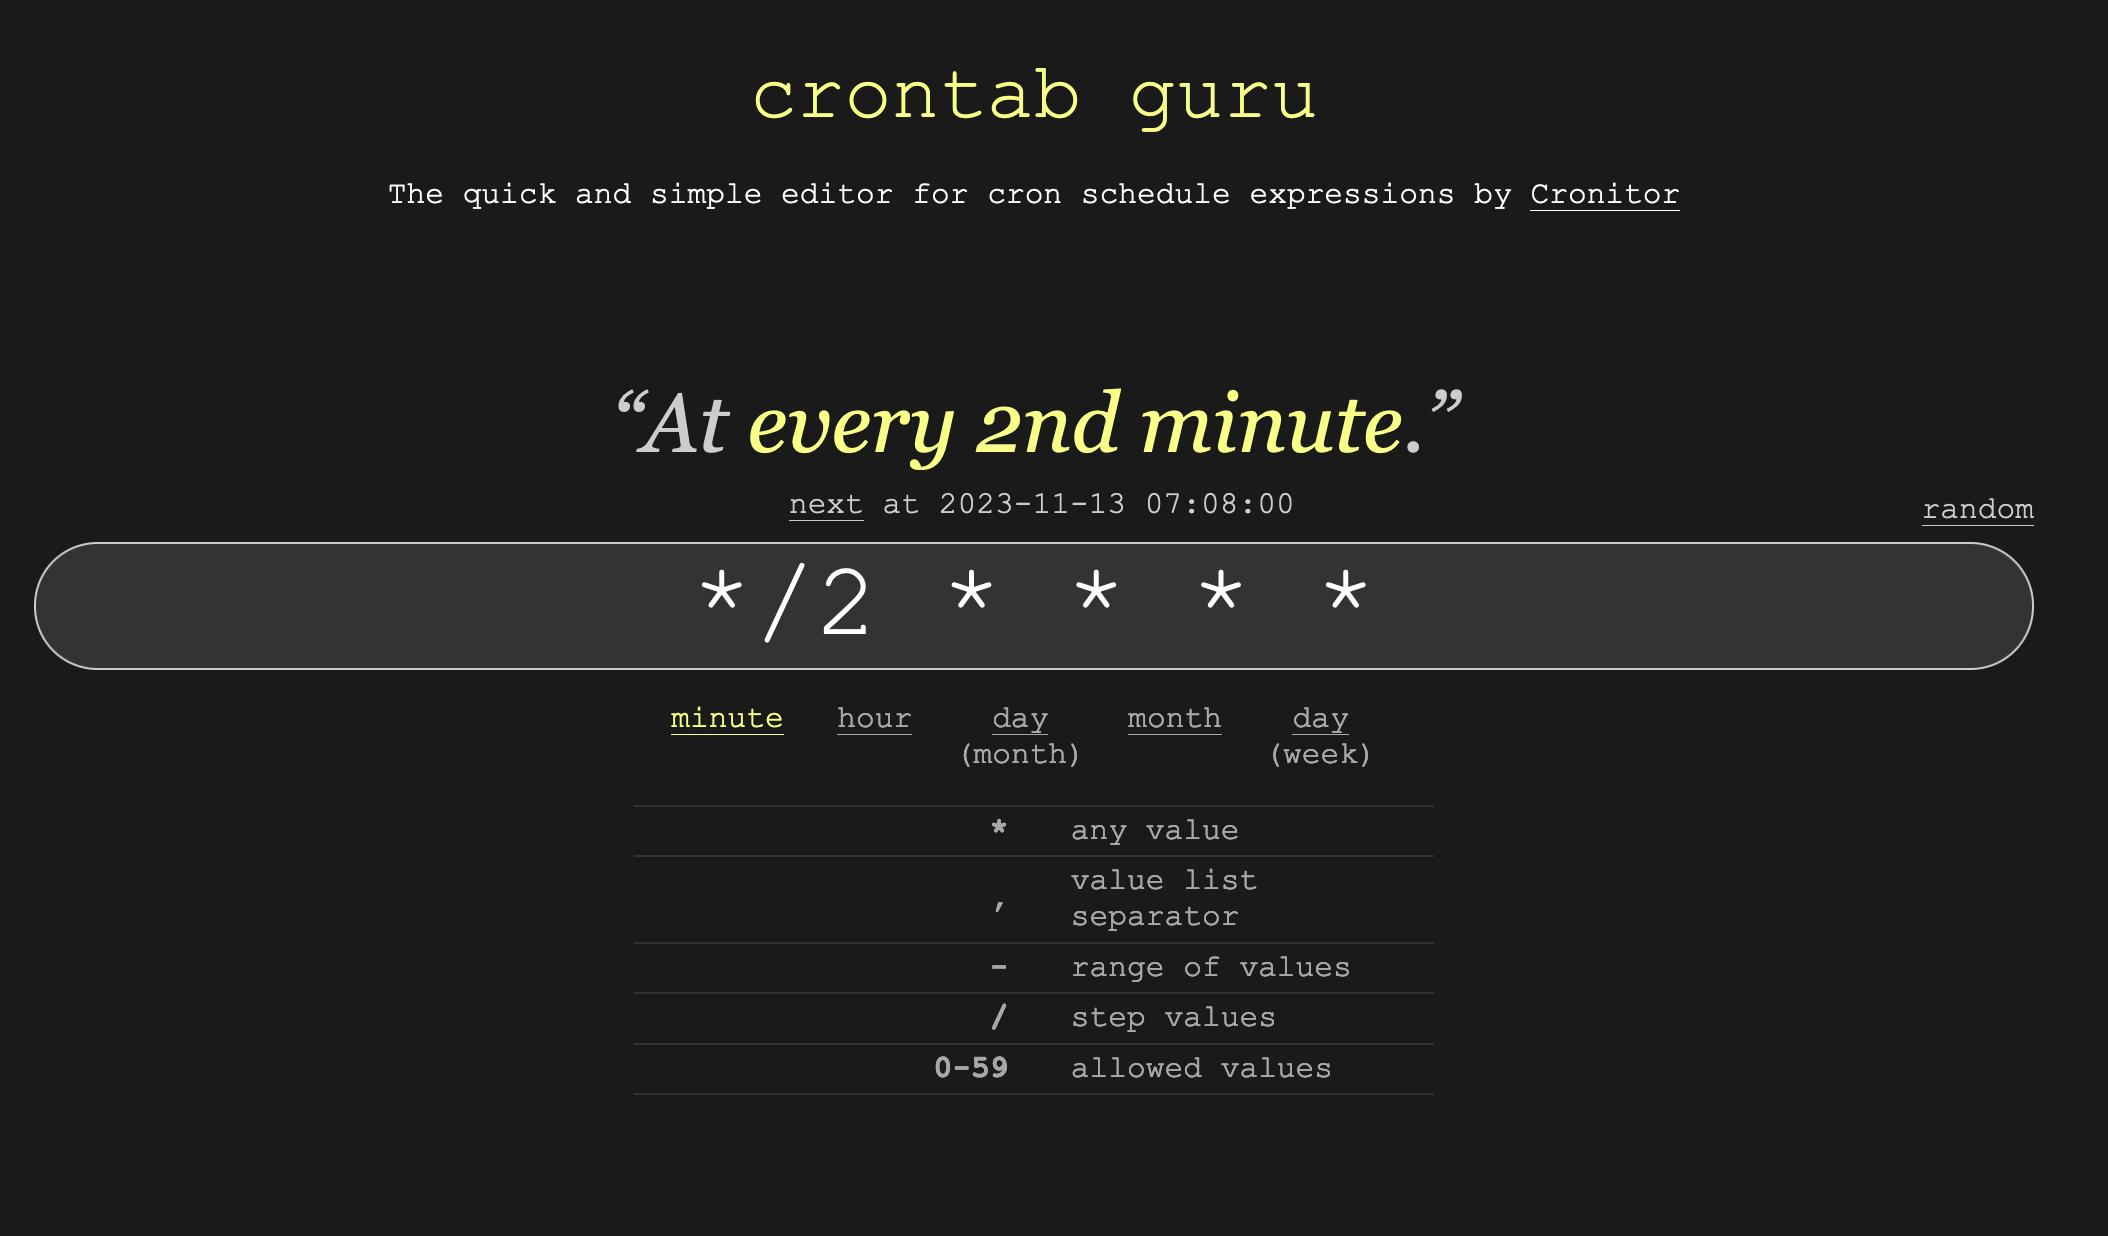 crontab guru
The quick and simple editor for cron schedule expressions by Cronitor
“At every 2nd minute.”
next at 2023-11-13 07:08:00
random
*/2 * * * *
minute hour day month day
(month) (week)
* any value
, value list
separator
- range of values
/ step values
0-59 allowed values